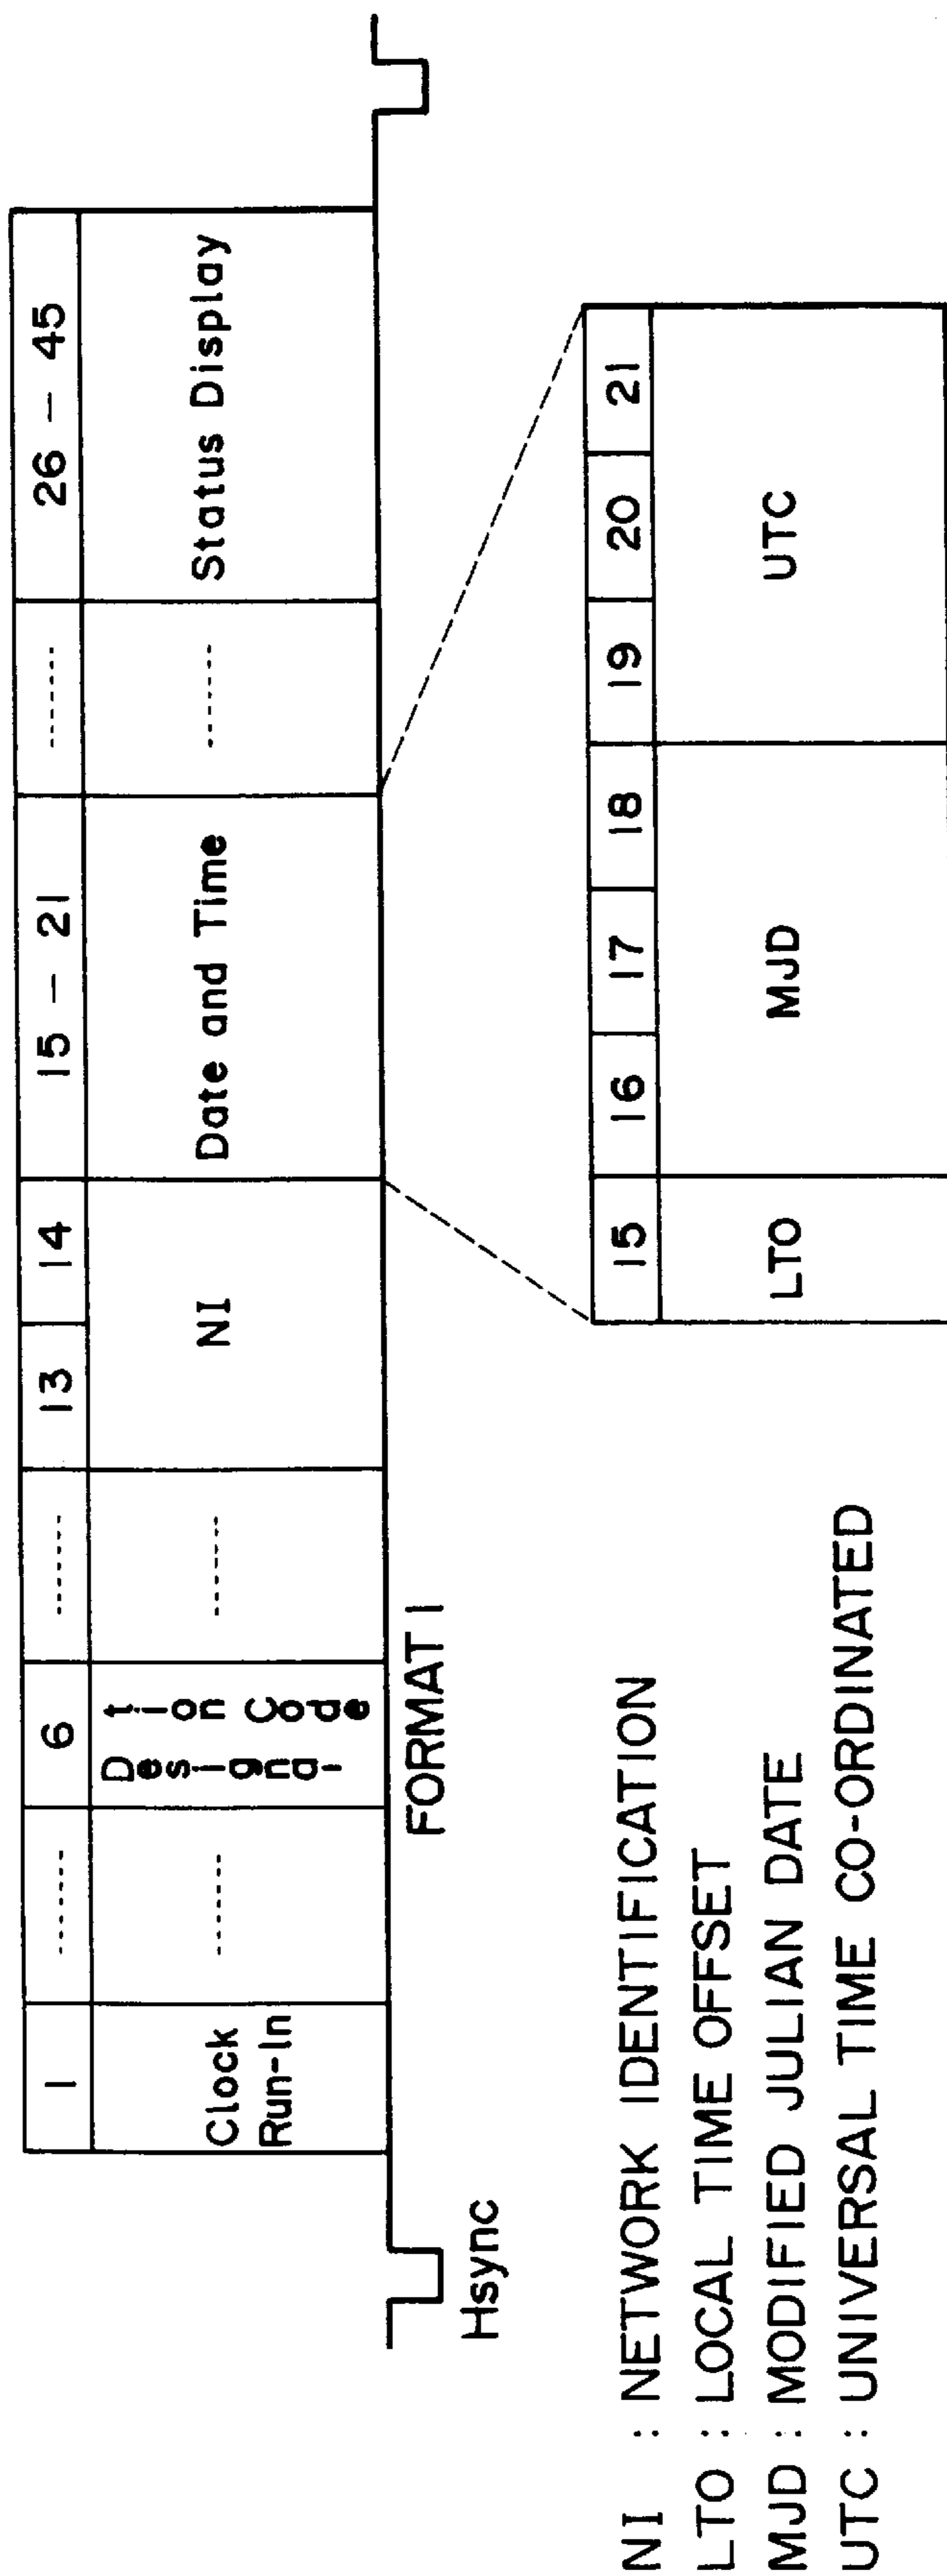 1 ------- 6 ------- 13 14 15 - 21 ------- 26 - 45
Clock
Run-In
-------
Designa-
tion Code
-------
NI
Date and Time
-------
Status Display
Hsync
FORMAT 1
15 16 17 18 19 20 21
LTO MJD UTC
NI : NETWORK IDENTIFICATION
LTO : LOCAL TIME OFFSET
MJD : MODIFIED JULIAN DATE
UTC : UNIVERSAL TIME CO-ORDINATED